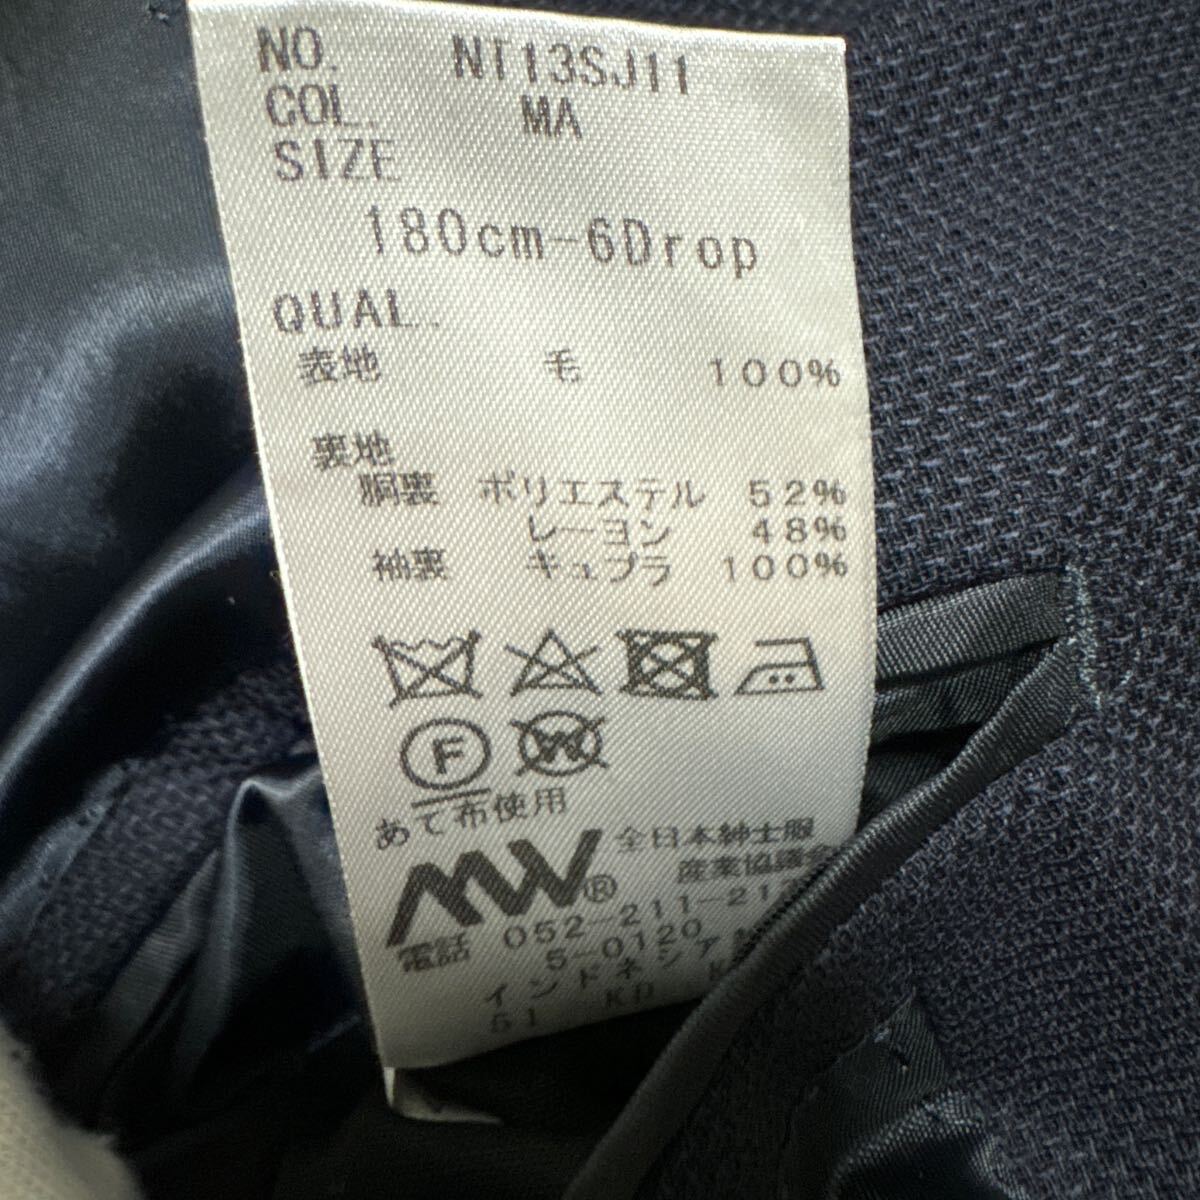 NO. NT13SJ11
COL. MA
SIZE
180cm-6Drop
QUAL.
表地 毛 100%
裏地
胴裏 ポリエステル 52%
レーヨン 48%
袖裏 キュプラ 100%
F W
あて布使用
MW® 全日本紳士服
産業協議会
電話 052-211-21
5-0120
インドネシア
51 KD